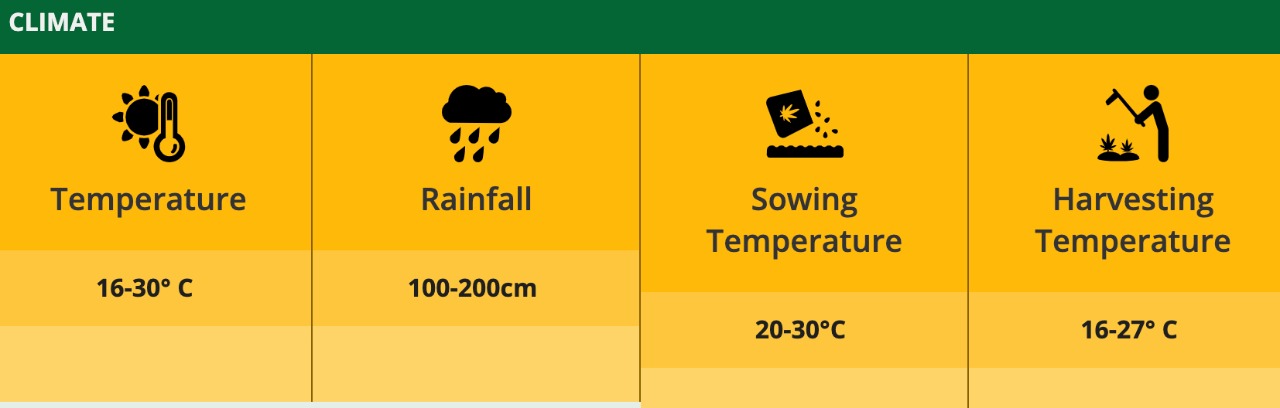 CLIMATE
Temperature
16-30° C
Rainfall
100-200cm
Sowing
Temperature
20-30°C
Harvesting
Temperature
16-27° C